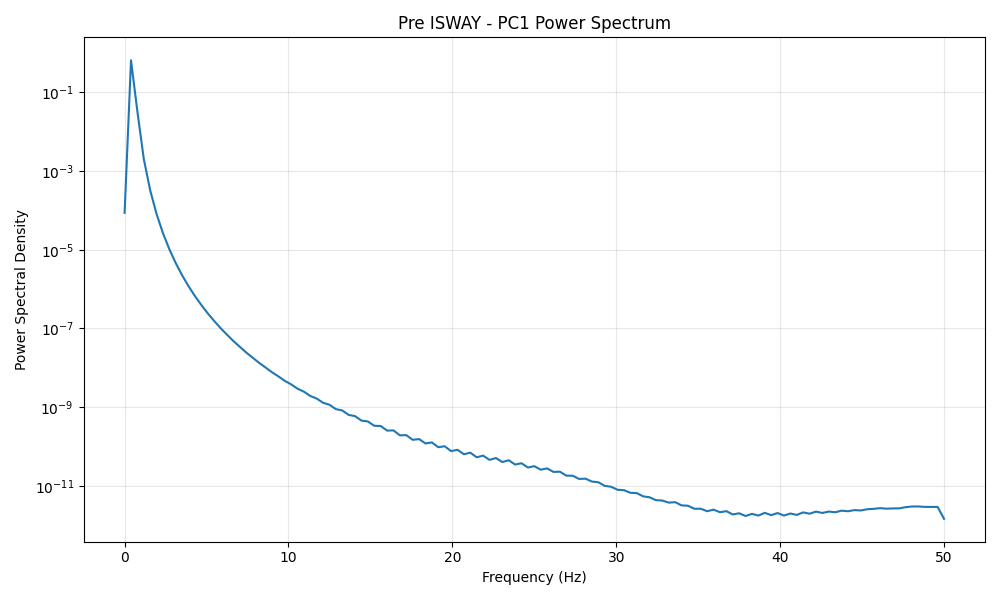 Pre ISWAY - PC1 Power Spectrum
Power Spectral Density
10⁻¹
10⁻³
10⁻⁵
10⁻⁷
10⁻⁹
10⁻¹¹
0 10 20 30 40 50
Frequency (Hz)